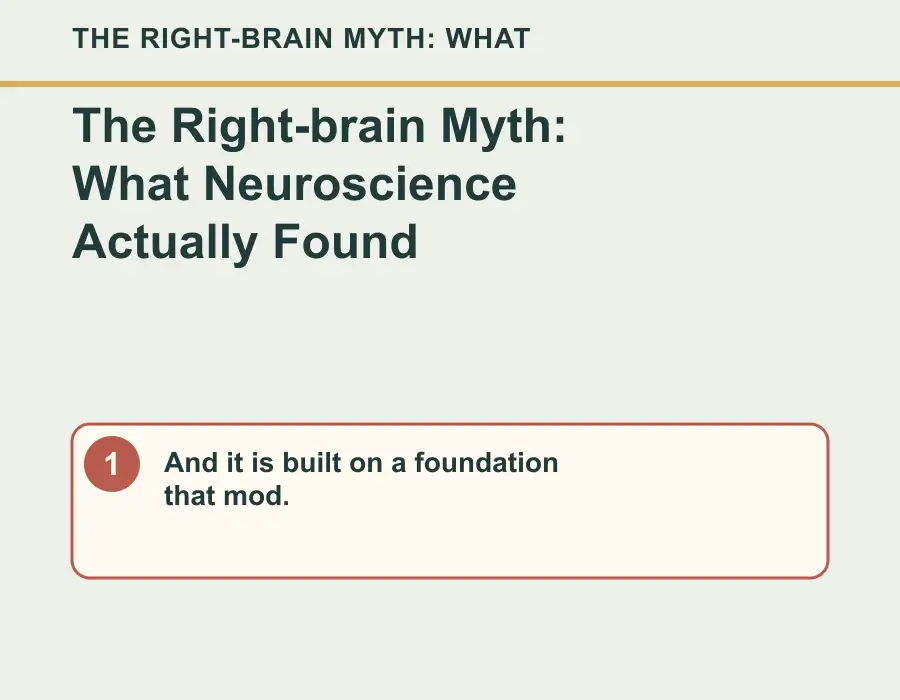 THE RIGHT-BRAIN MYTH: WHAT
The Right-brain Myth:
What Neuroscience
Actually Found
1
And it is built on a foundation
that mod.